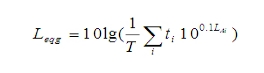 L_{eqg} = 10lg(\frac{1}{T} \sum_{i} t_i 10^{0.1L_{Ai}})